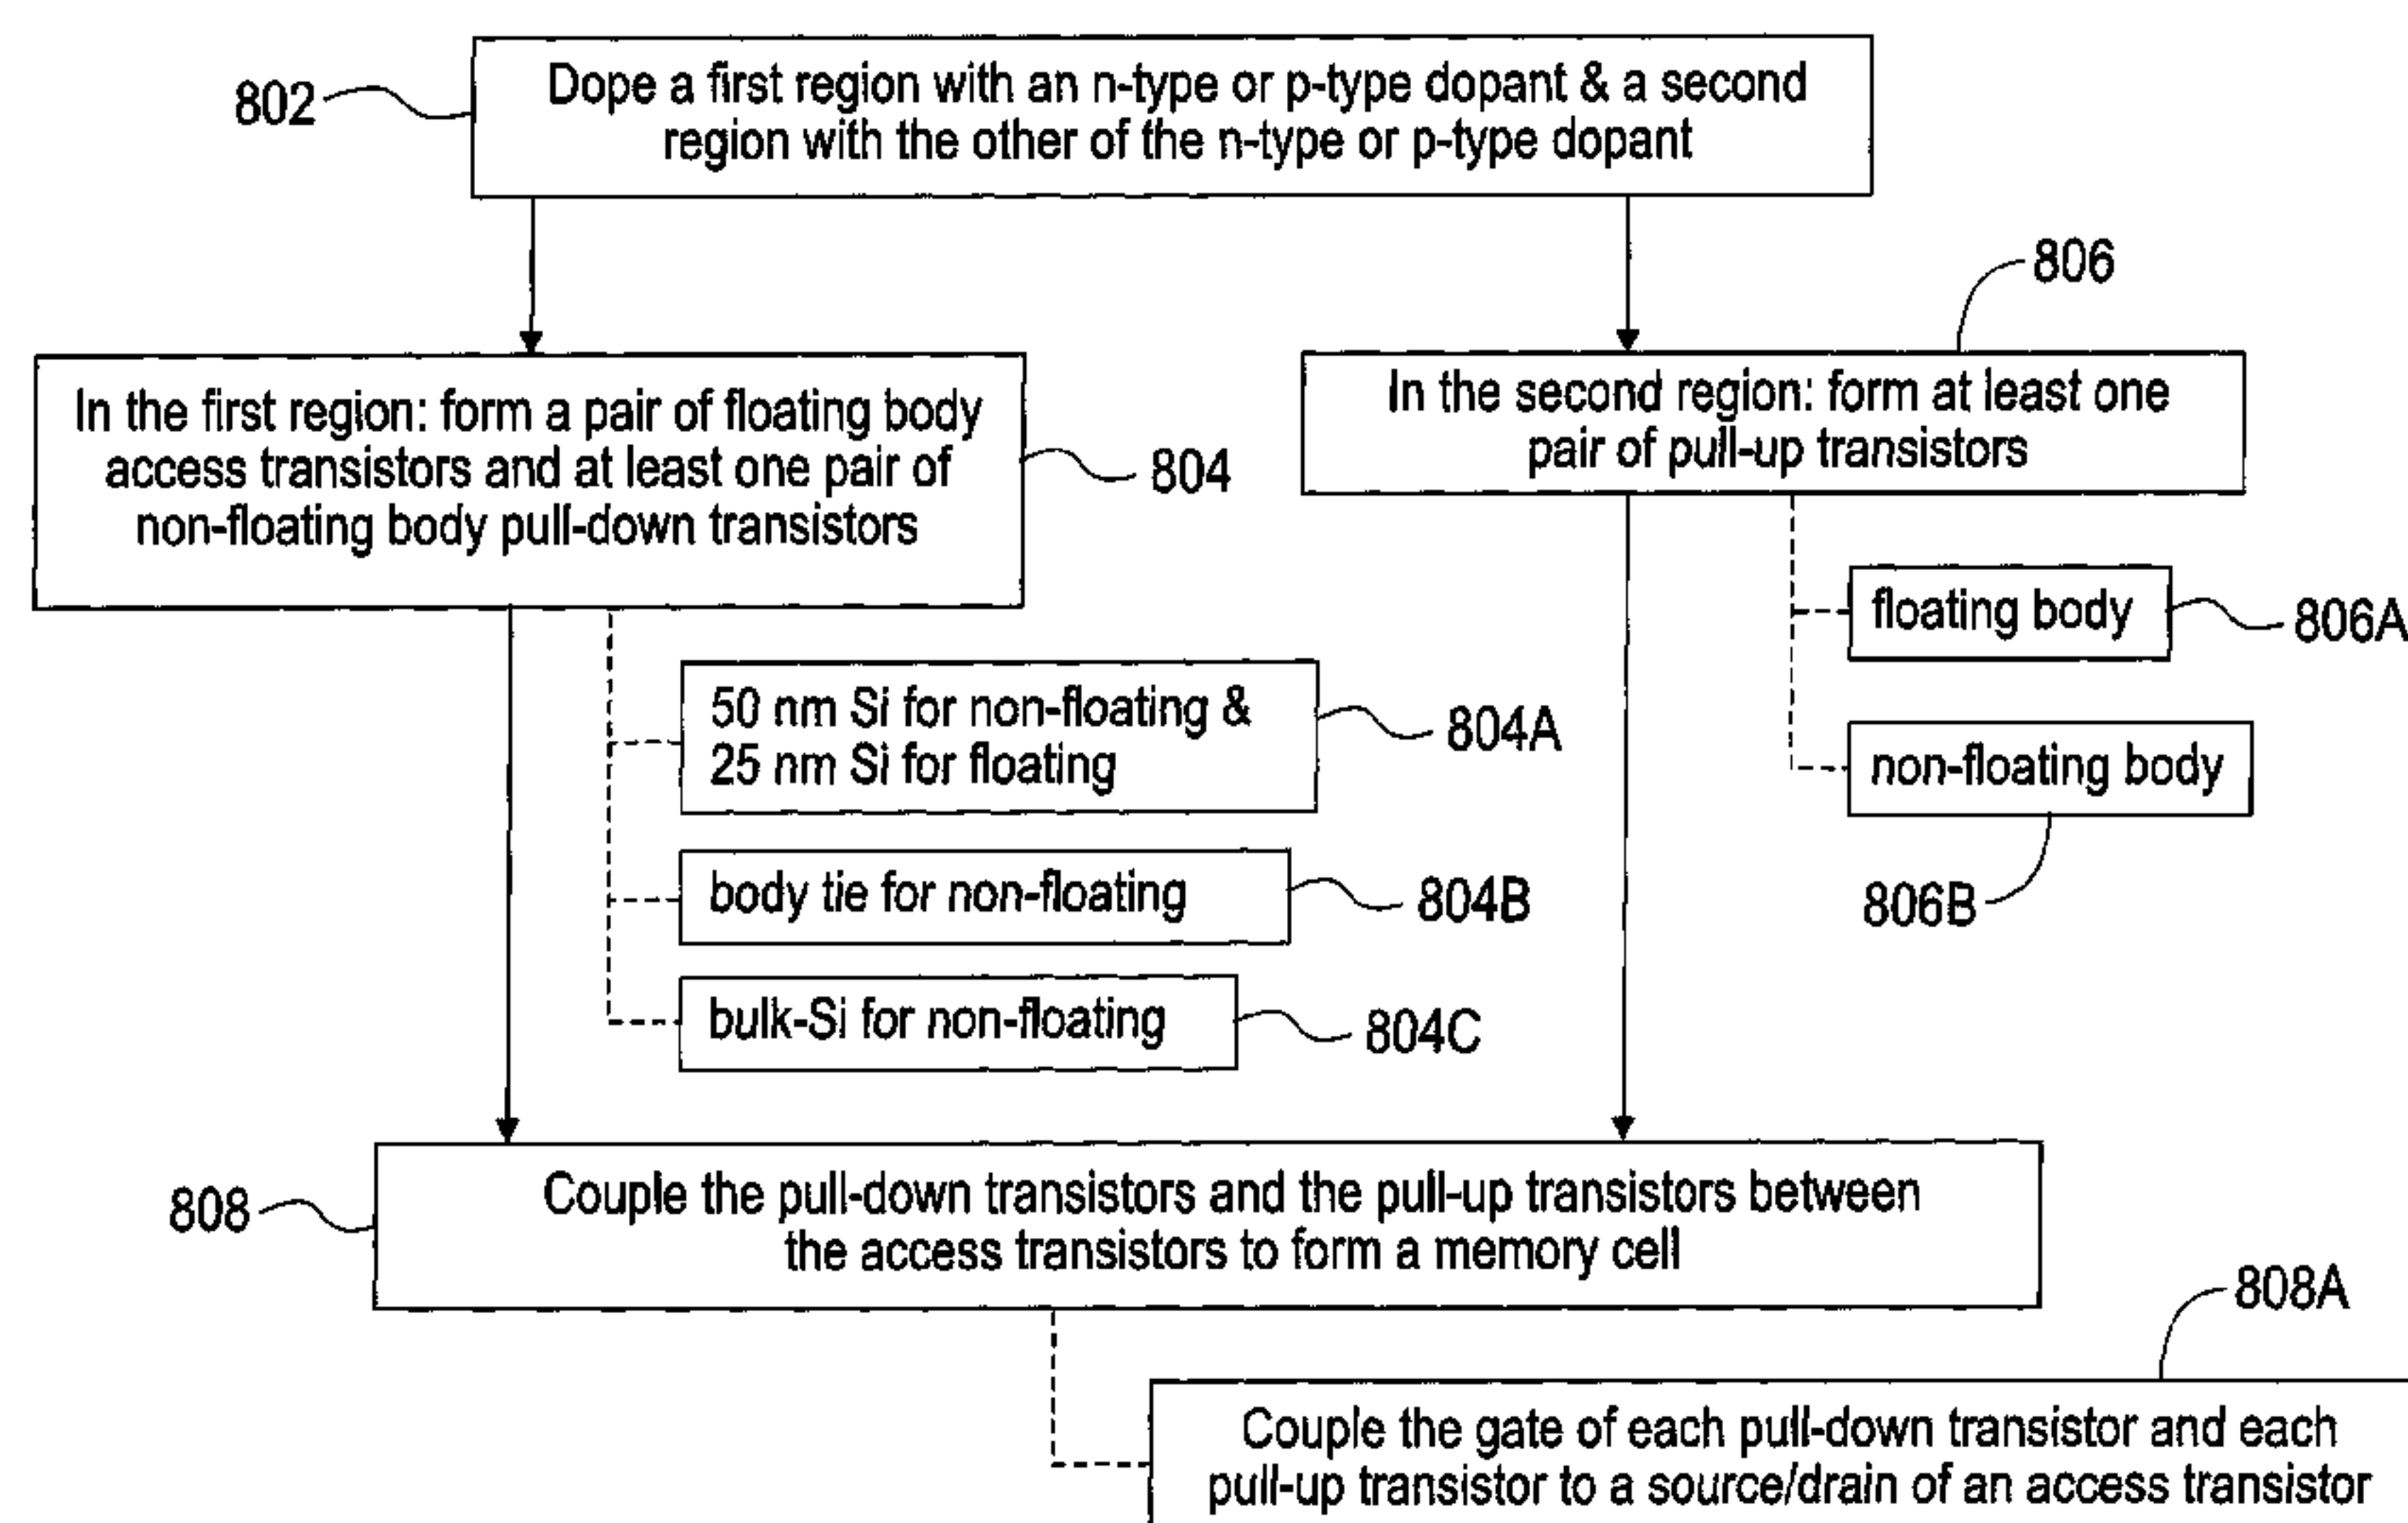 802
Dope a first region with an n-type or p-type dopant & a second
region with the other of the n-type or p-type dopant
806
In the first region: form a pair of floating body
access transistors and at least one pair of
non-floating body pull-down transistors
804
In the second region: form at least one
pair of pull-up transistors
floating body
806A
50 nm Si for non-floating &
25 nm Si for floating
804A
non-floating body
806B
body tie for non-floating
804B
bulk-Si for non-floating
804C
808
Couple the pull-down transistors and the pull-up transistors between
the access transistors to form a memory cell
808A
Couple the gate of each pull-down transistor and each
pull-up transistor to a source/drain of an access transistor